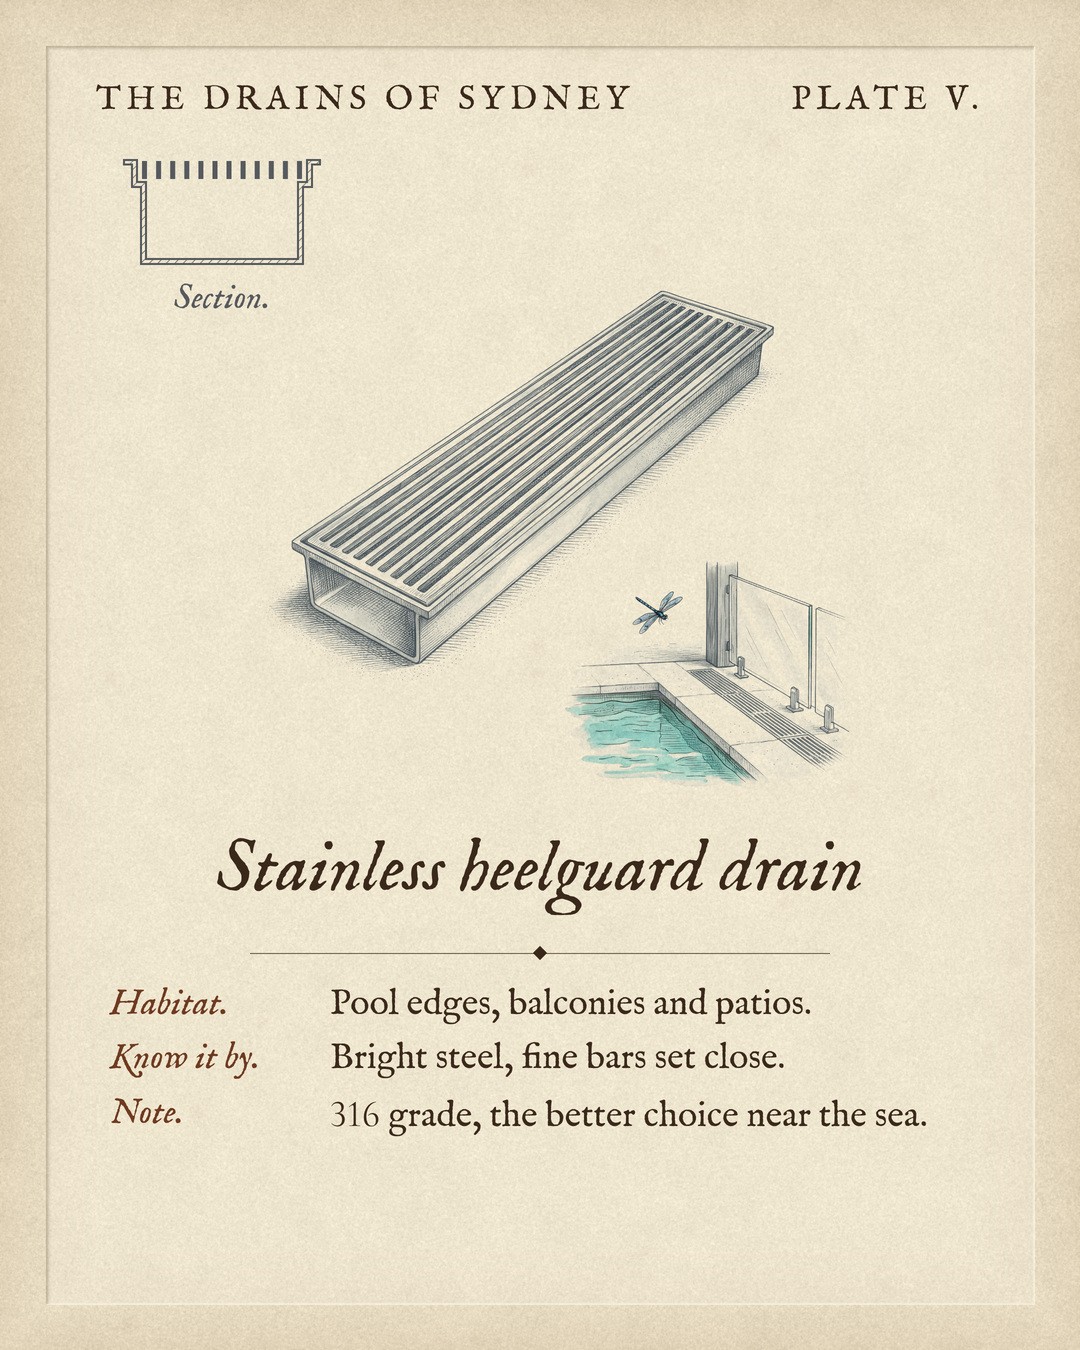 THE DRAINS OF SYDNEY PLATE V.
Section.
Stainless heelguard drain
Habitat. Pool edges, balconies and patios.
Know it by. Bright steel, fine bars set close.
Note. 316 grade, the better choice near the sea.